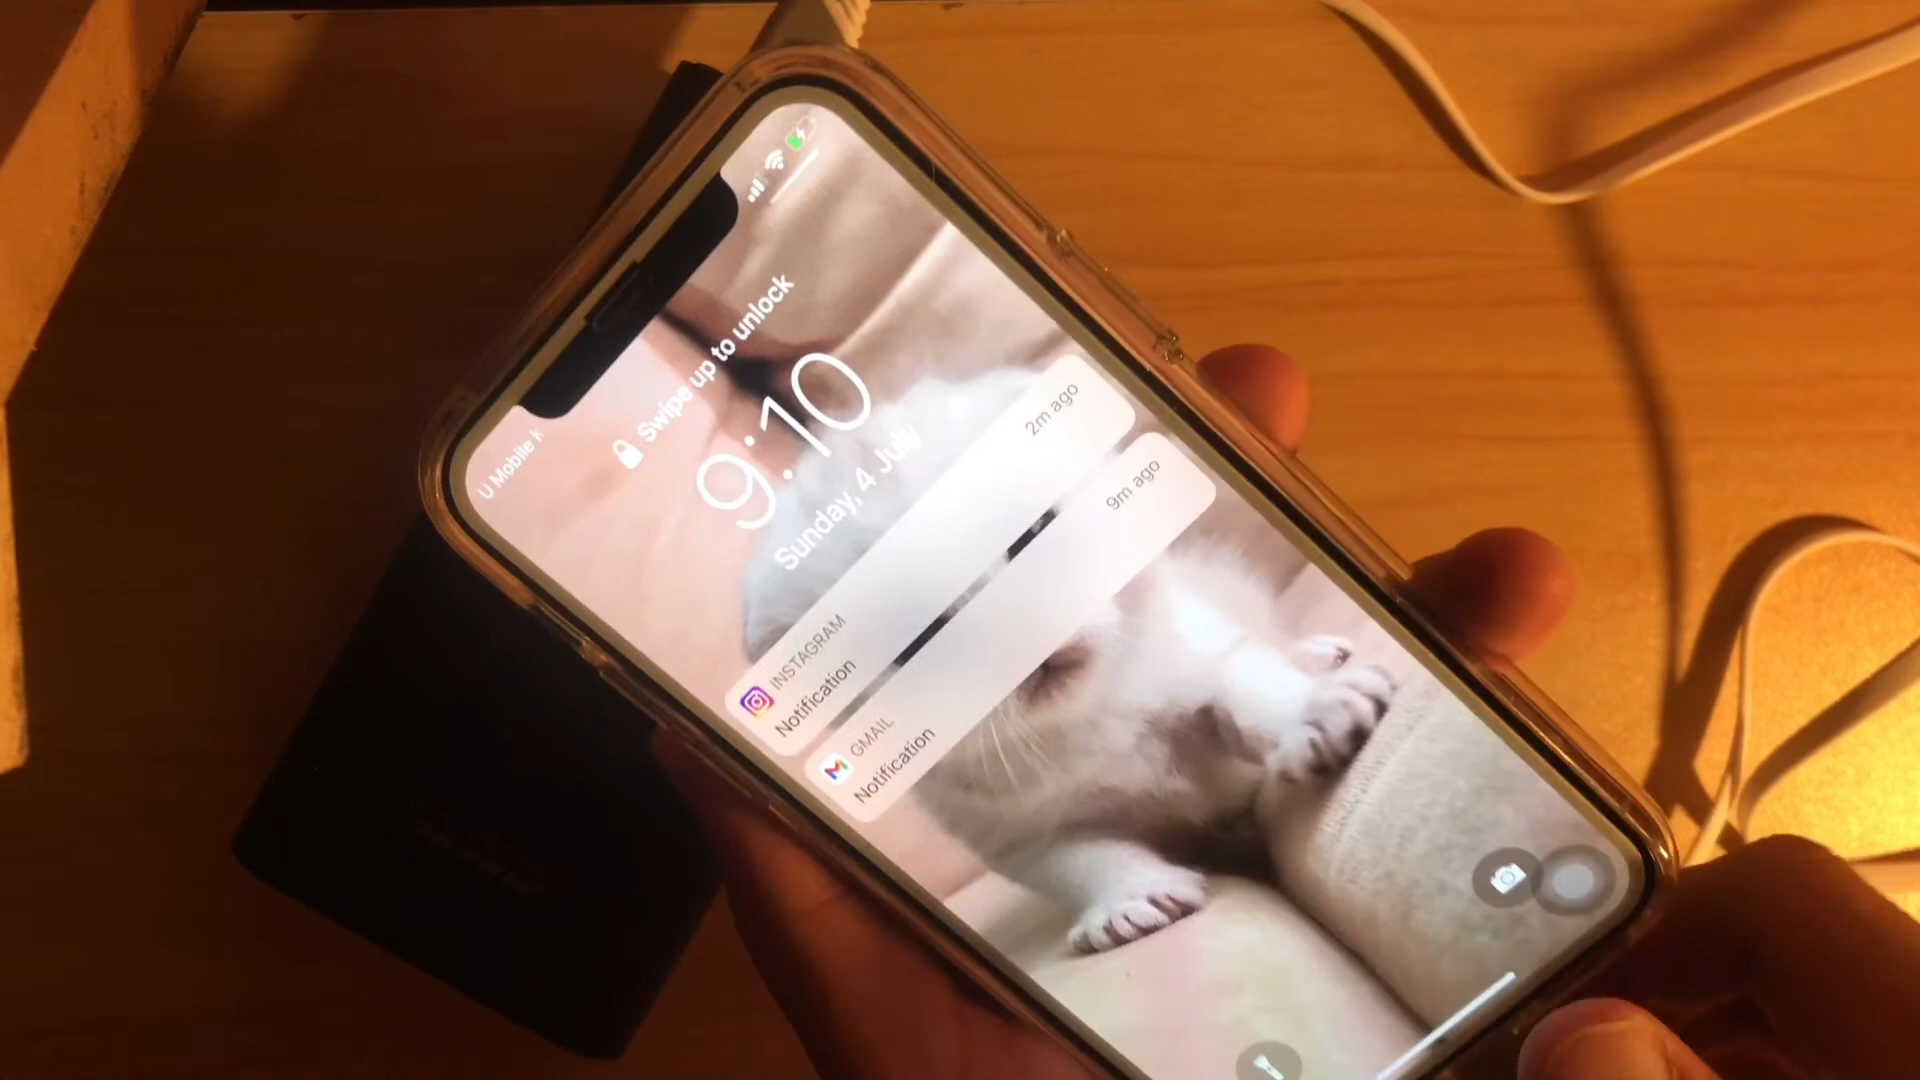 U Mobile
Swipe up to unlock
9:10
Sunday, 4 July
INSTAGRAM
2m ago
Notification
GMAIL
9m ago
Notification